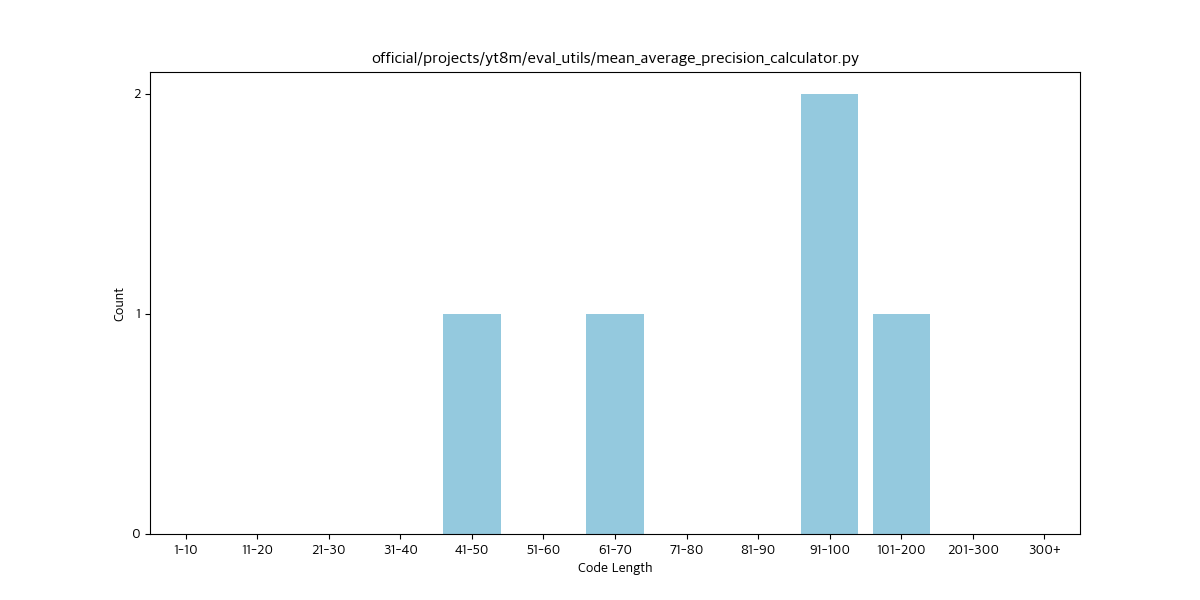 official/projects/yt8m/eval_utils/mean_average_precision_calculator.py
Count
2
1
0
1-10 11-20 21-30 31-40 41-50 51-60 61-70 71-80 81-90 91-100 101-200 201-300 300+
Code Length